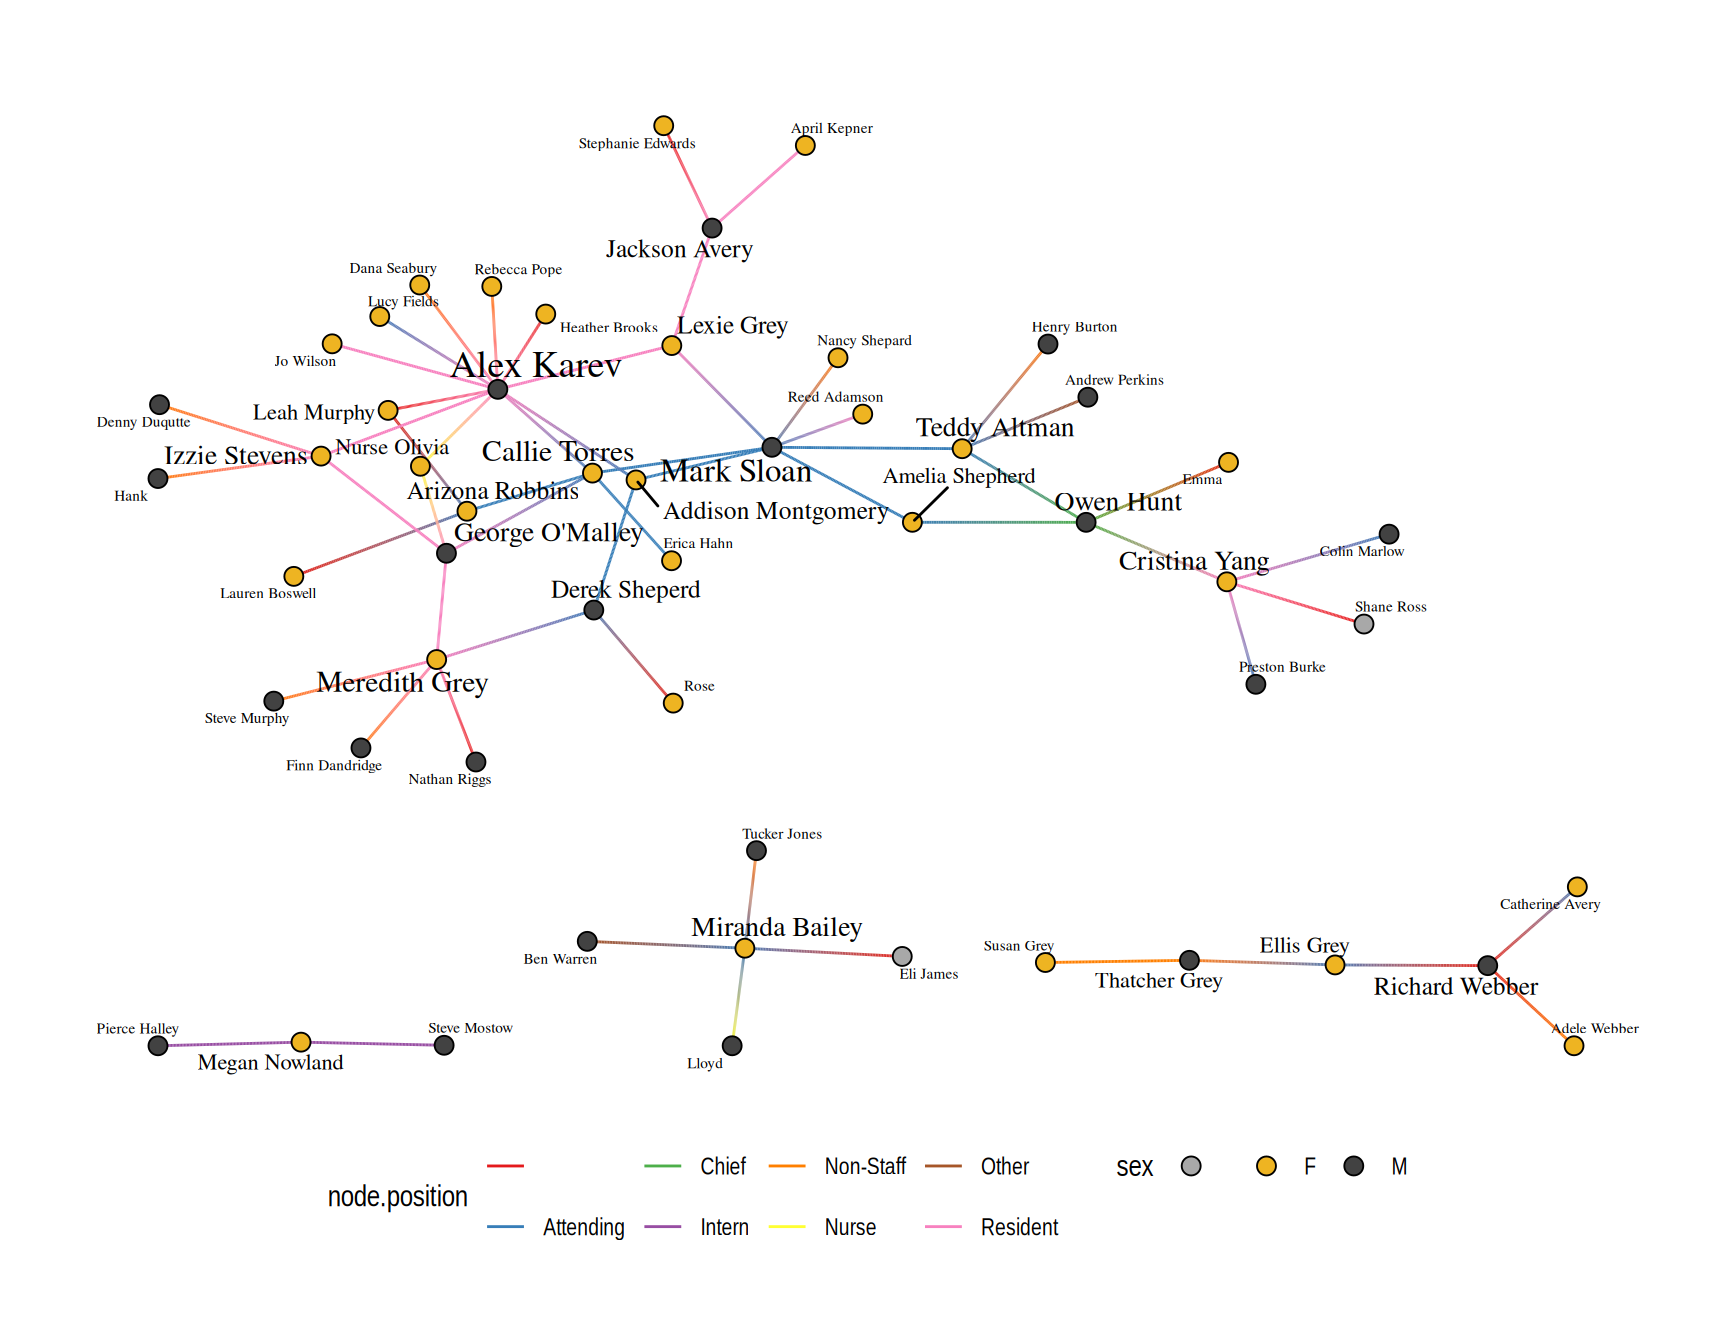 Stephanie Edwards
April Kepner
Jackson Avery
Dana Seabury
Rebecca Pope
Lucy Fields
Heather Brooks
Lexie Grey
Jo Wilson
Alex Karev
Nancy Shepard
Henry Burton
Andrew Perkins
Reed Adamson
Leah Murphy
Denny Duqutte
Teddy Altman
Nurse Olivia
Izzie Stevens
Callie Torres
Mark Sloan
Amelia Shepherd
Emma
Hank
Arizona Robbins
Owen Hunt
Addison Montgomery
George O'Malley
Erica Hahn
Colin Marlow
Cristina Yang
Lauren Boswell
Derek Sheperd
Shane Ross
Preston Burke
Meredith Grey
Rose
Steve Murphy
Finn Dandridge
Nathan Riggs
Tucker Jones
Miranda Bailey
Ben Warren
Eli James
Lloyd
Catherine Avery
Susan Grey
Ellis Grey
Thatcher Grey
Richard Webber
Adele Webber
Pierce Halley
Steve Mostow
Megan Nowland
node.position
Chief
Non-Staff
Other
Attending
Intern
Nurse
Resident
sex
F
M